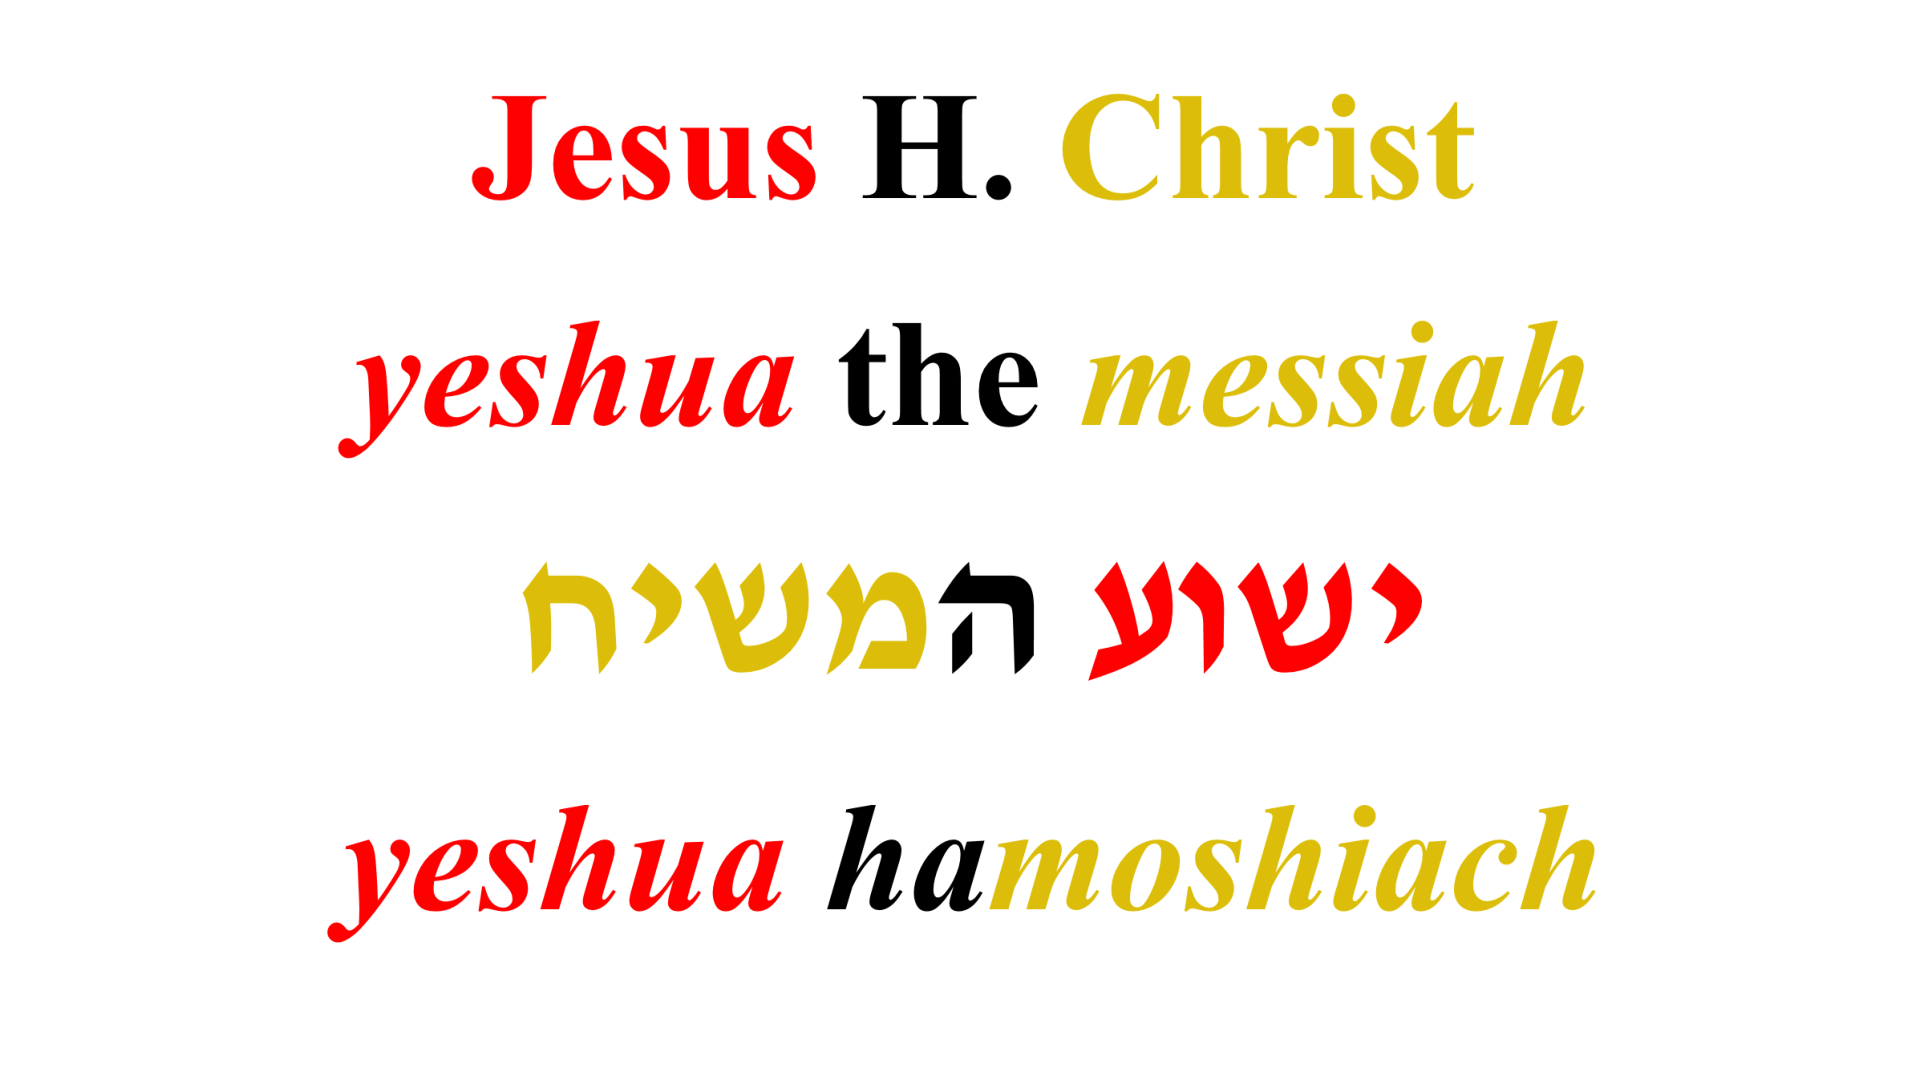 Jesus H. Christ
yeshua the messiah
ישוע המשיח
yeshua hamoshiach